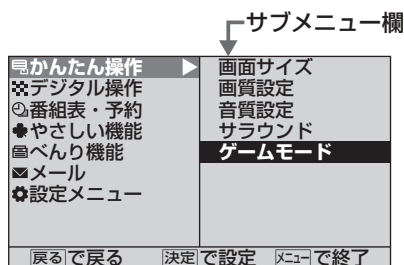 サブメニュー欄
かんたん操作
デジタル操作
番組表・予約
やさしい機能
べんり機能
メール
設定メニュー
画面サイズ
画質設定
音質設定
サラウンド
ゲームモード
戻るで戻る 決定で設定 メニューで終了